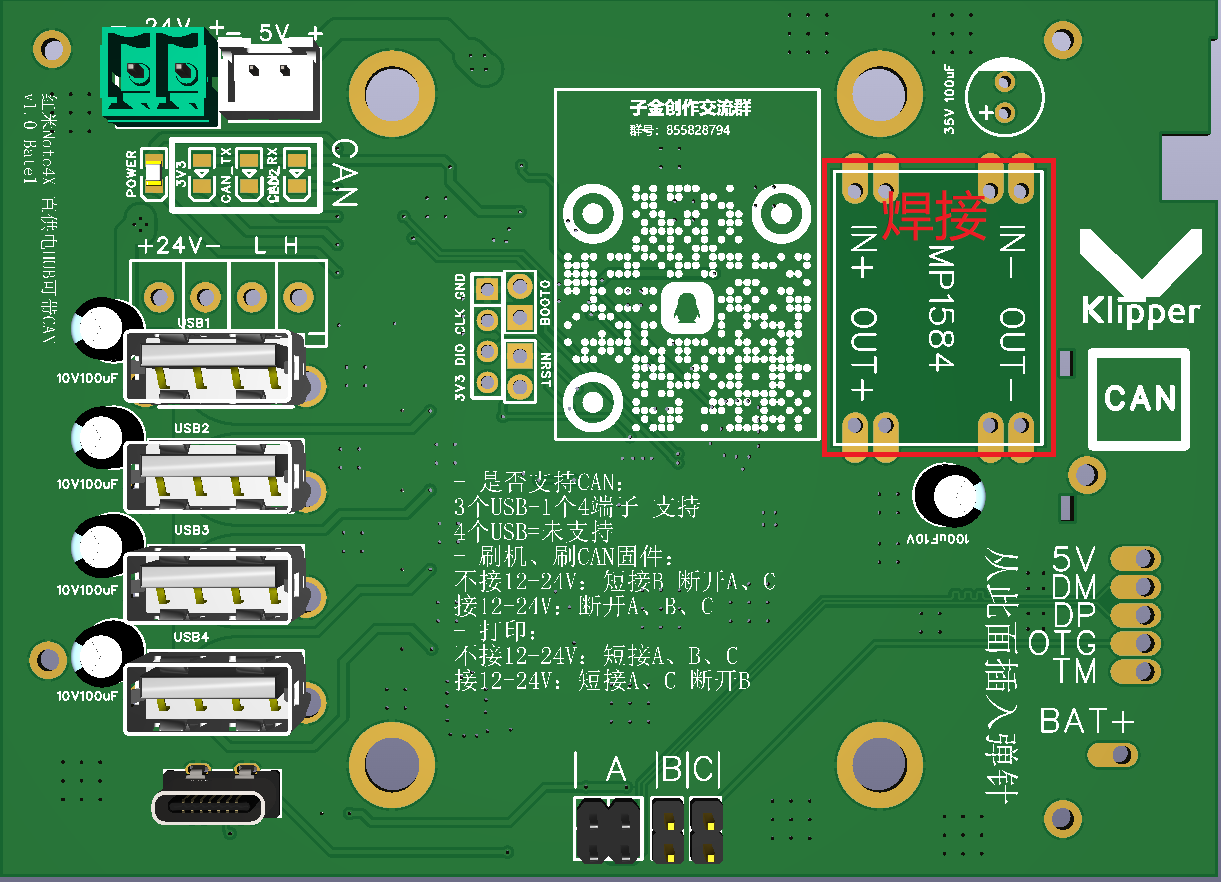 - 24V +
- 5V +
红米Note4X 自供电四USB可带CAN
v1.0 Bate1
POWER
3V3
CAN_TX
CAN_RX
CAN
+24V- L H
USB1
10V100uF
USB2
10V100uF
USB3
10V100uF
USB4
10V100uF
GND
CLK
DIO
3V3
BOOT0
NRST
子金创作交流群
群号：855828794
35V 100uF
+
焊接
IN+
OUT+
MP1584
IN-
OUT-
Klipper
CAN
100uF10V
- 是否支持CAN：
3个USB-1个4端子 支持
4个USB=未支持
- 刷机、刷CAN固件：
不接12-24V：短接B 断开A、C
接12-24V：断开A、B、C
- 打印：
不接12-24V：短接A、B、C
接12-24V：短接A、C 断开B
从此面插入弹针
5V
DM
DP
OTG
TM
BAT+
A B C